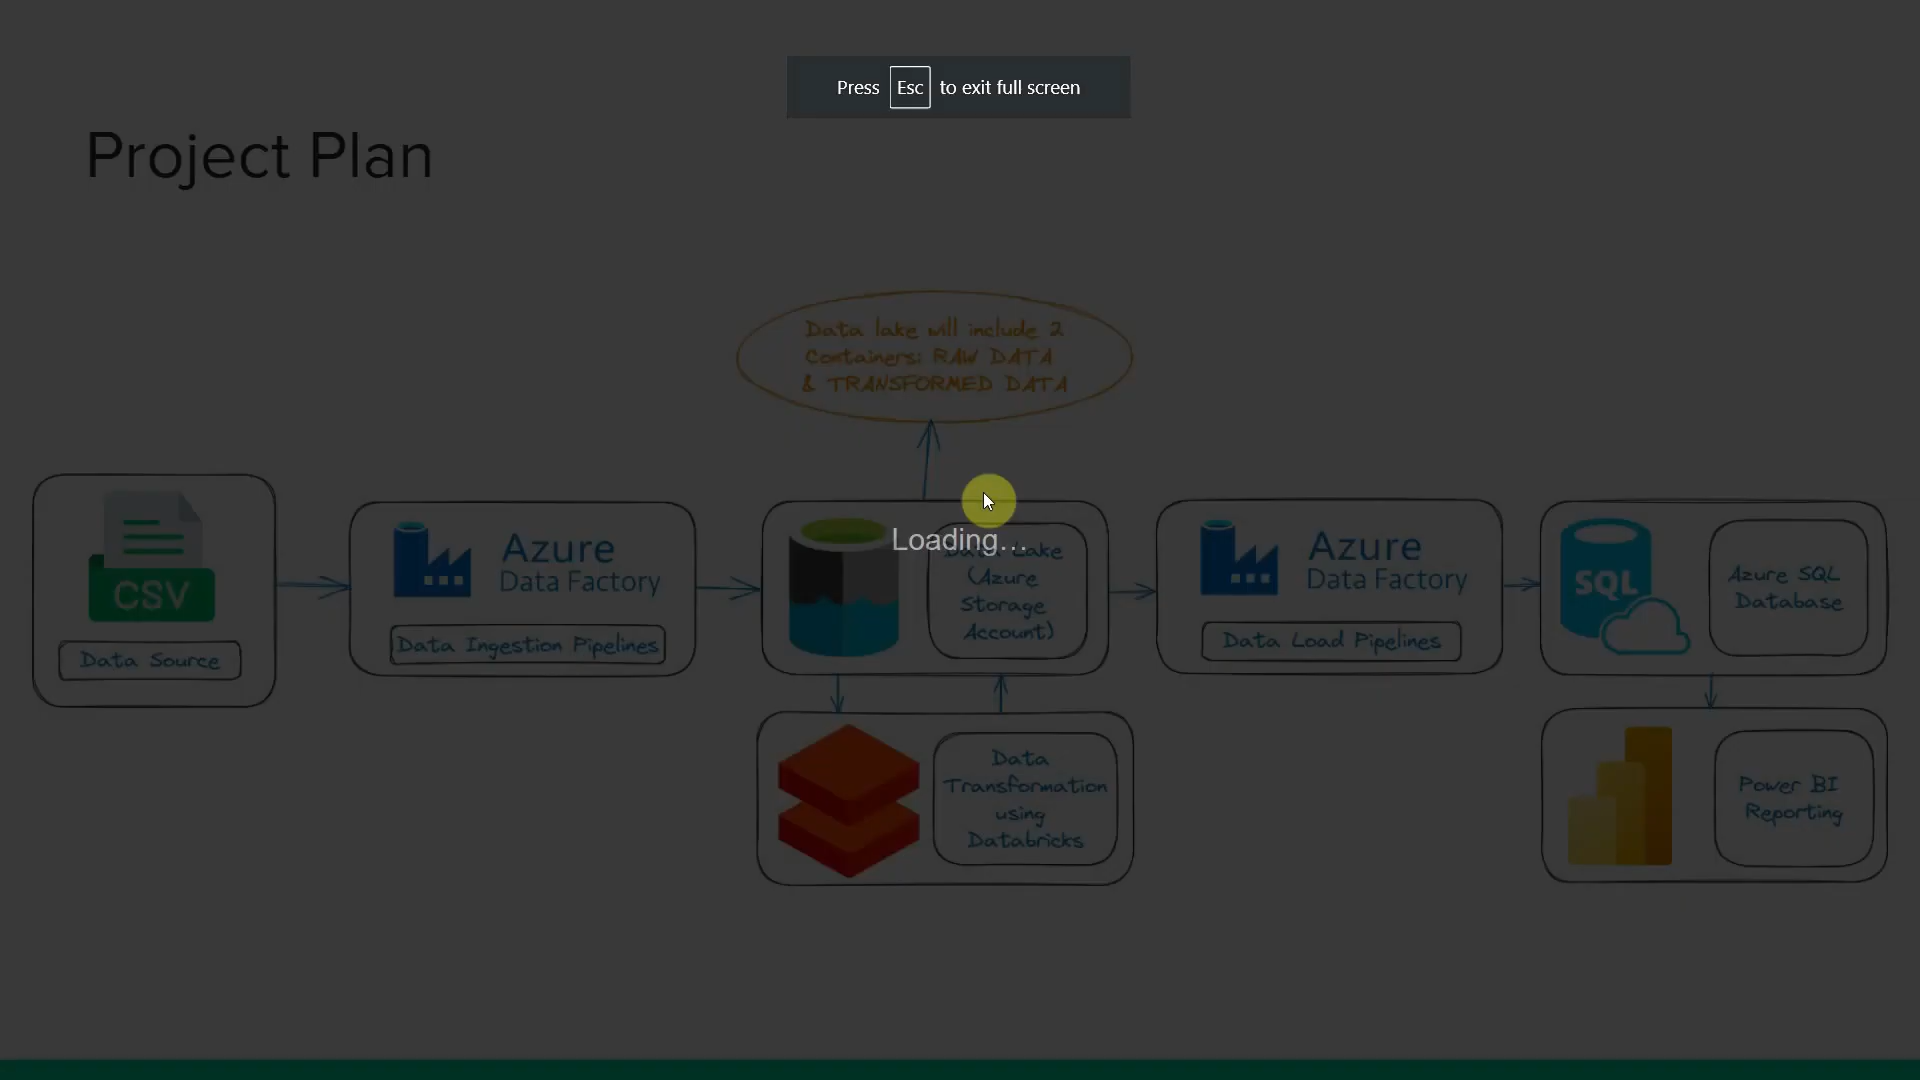 Press Esc to exit full screen
Project Plan
Data lake will include 2
Containers: RAW DATA
& TRANSFORMED DATA
CSV
Data Source
Azure
Data Factory
Data Ingestion Pipelines
Loading...
Data Lake
(Azure
Storage
Account)
Azure
Data Factory
Data Load Pipelines
SQL
Azure SQL
Database
Data
Transformation
using
Databricks
Power BI
Reporting